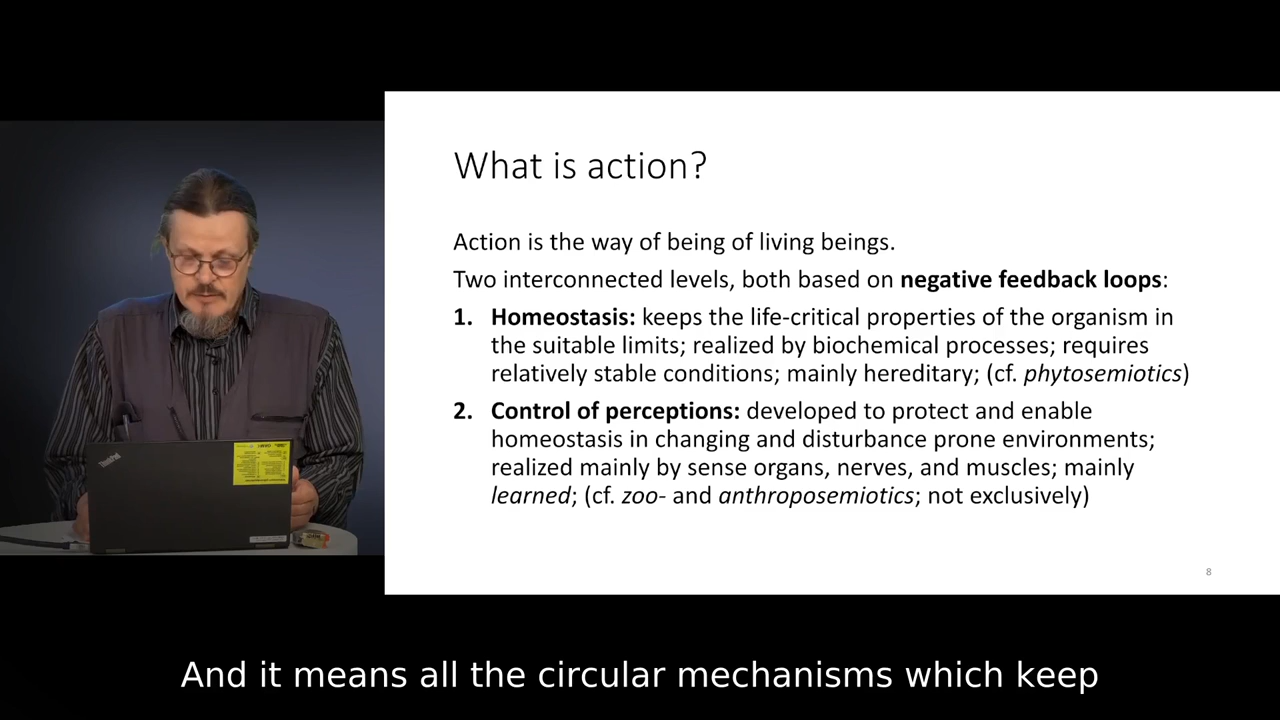 What is action?
Action is the way of being of living beings.
Two interconnected levels, both based on negative feedback loops:
1. Homeostasis: keeps the life-critical properties of the organism in
the suitable limits; realized by biochemical processes; requires
relatively stable conditions; mainly hereditary; (cf. phytosemiotics)
2. Control of perceptions: developed to protect and enable
homeostasis in changing and disturbance prone environments;
realized mainly by sense organs, nerves, and muscles; mainly
learned; (cf. zoo- and anthroposemiotics; not exclusively)
8
ThinkPad
And it means all the circular mechanisms which keep